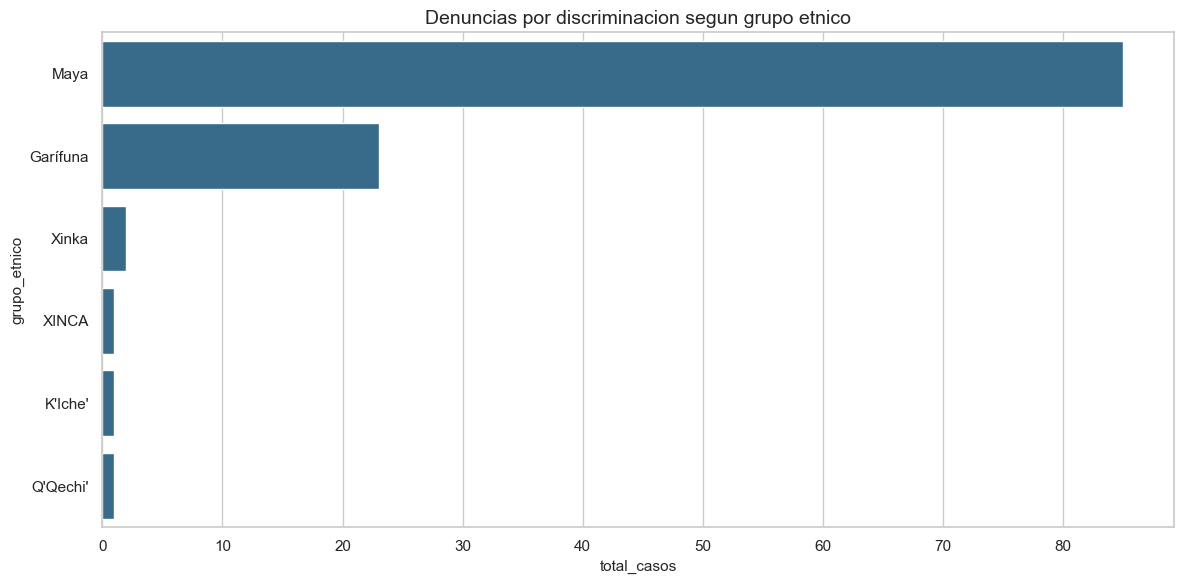 Denuncias por discriminacion segun grupo etnico
grupo_etnico
Maya
Garífuna
Xinka
XINCA
K'Iche'
Q'Qechi'
0 10 20 30 40 50 60 70 80
total_casos